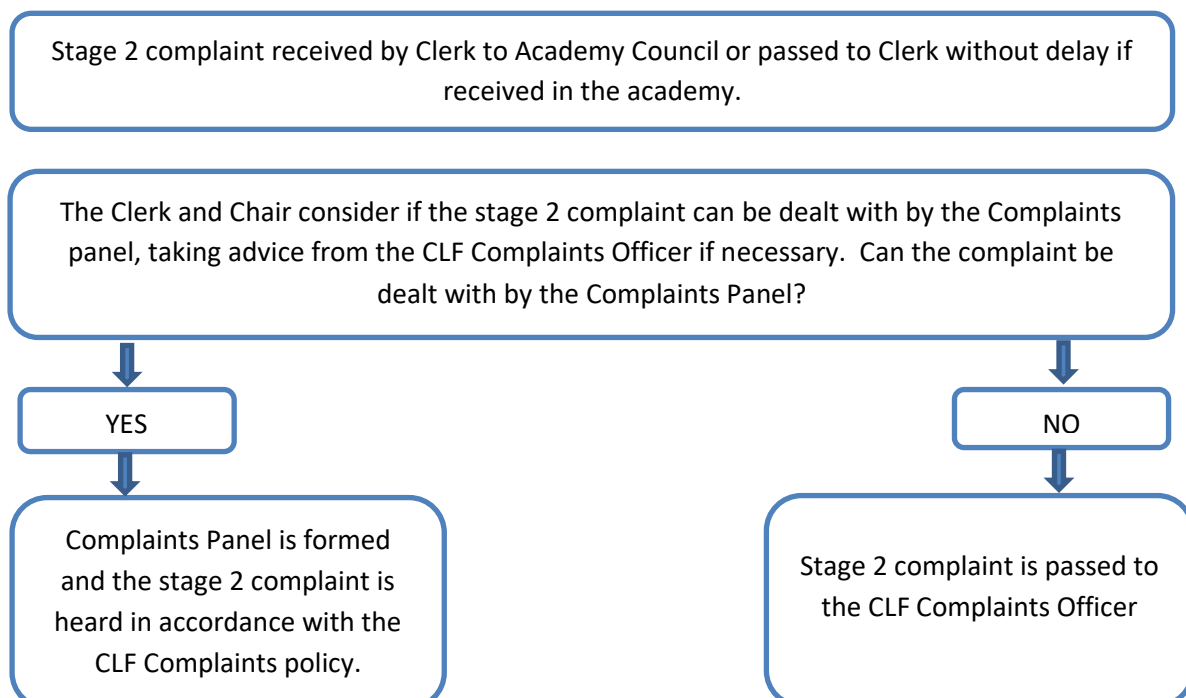 Stage 2 complaint received by Clerk to Academy Council or passed to Clerk without delay if
received in the academy.
The Clerk and Chair consider if the stage 2 complaint can be dealt with by the Complaints
panel, taking advice from the CLF Complaints Officer if necessary.  Can the complaint be
dealt with by the Complaints Panel?
YES
NO
Complaints Panel is formed
and the stage 2 complaint is
heard in accordance with the
CLF Complaints policy.
Stage 2 complaint is passed to
the CLF Complaints Officer